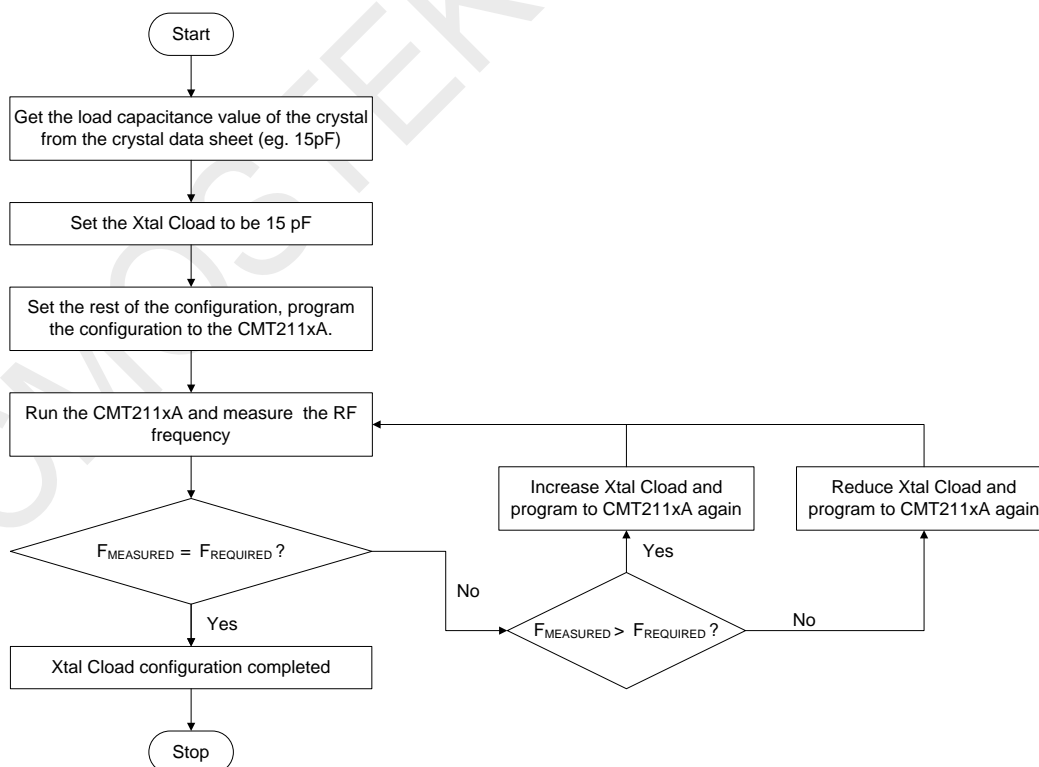 CMOSTEK
Start
Get the load capacitance value of the crystal
from the crystal data sheet (eg. 15pF)
Set the Xtal Cload to be 15 pF
Set the rest of the configuration, program
the configuration to the CMT211xA.
Run the CMT211xA and measure the RF
frequency
Increase Xtal Cload and
program to CMT211xA again
Reduce Xtal Cload and
program to CMT211xA again
FMEASURED = FREQUIRED ?
Yes
No
FMEASURED > FREQUIRED ?
Yes
No
Xtal Cload configuration completed
Stop